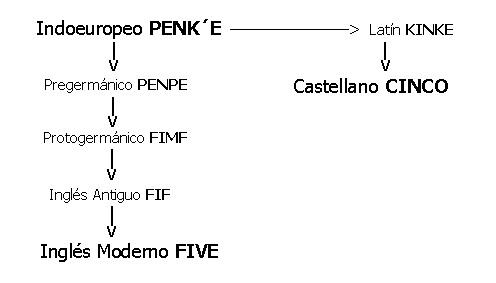 Indoeuropeo PENK´E
Latín KINKE
Pregermánico PENPE
Castellano CINCO
Protogermánico FIMF
Inglés Antiguo FIF
Inglés Moderno FIVE